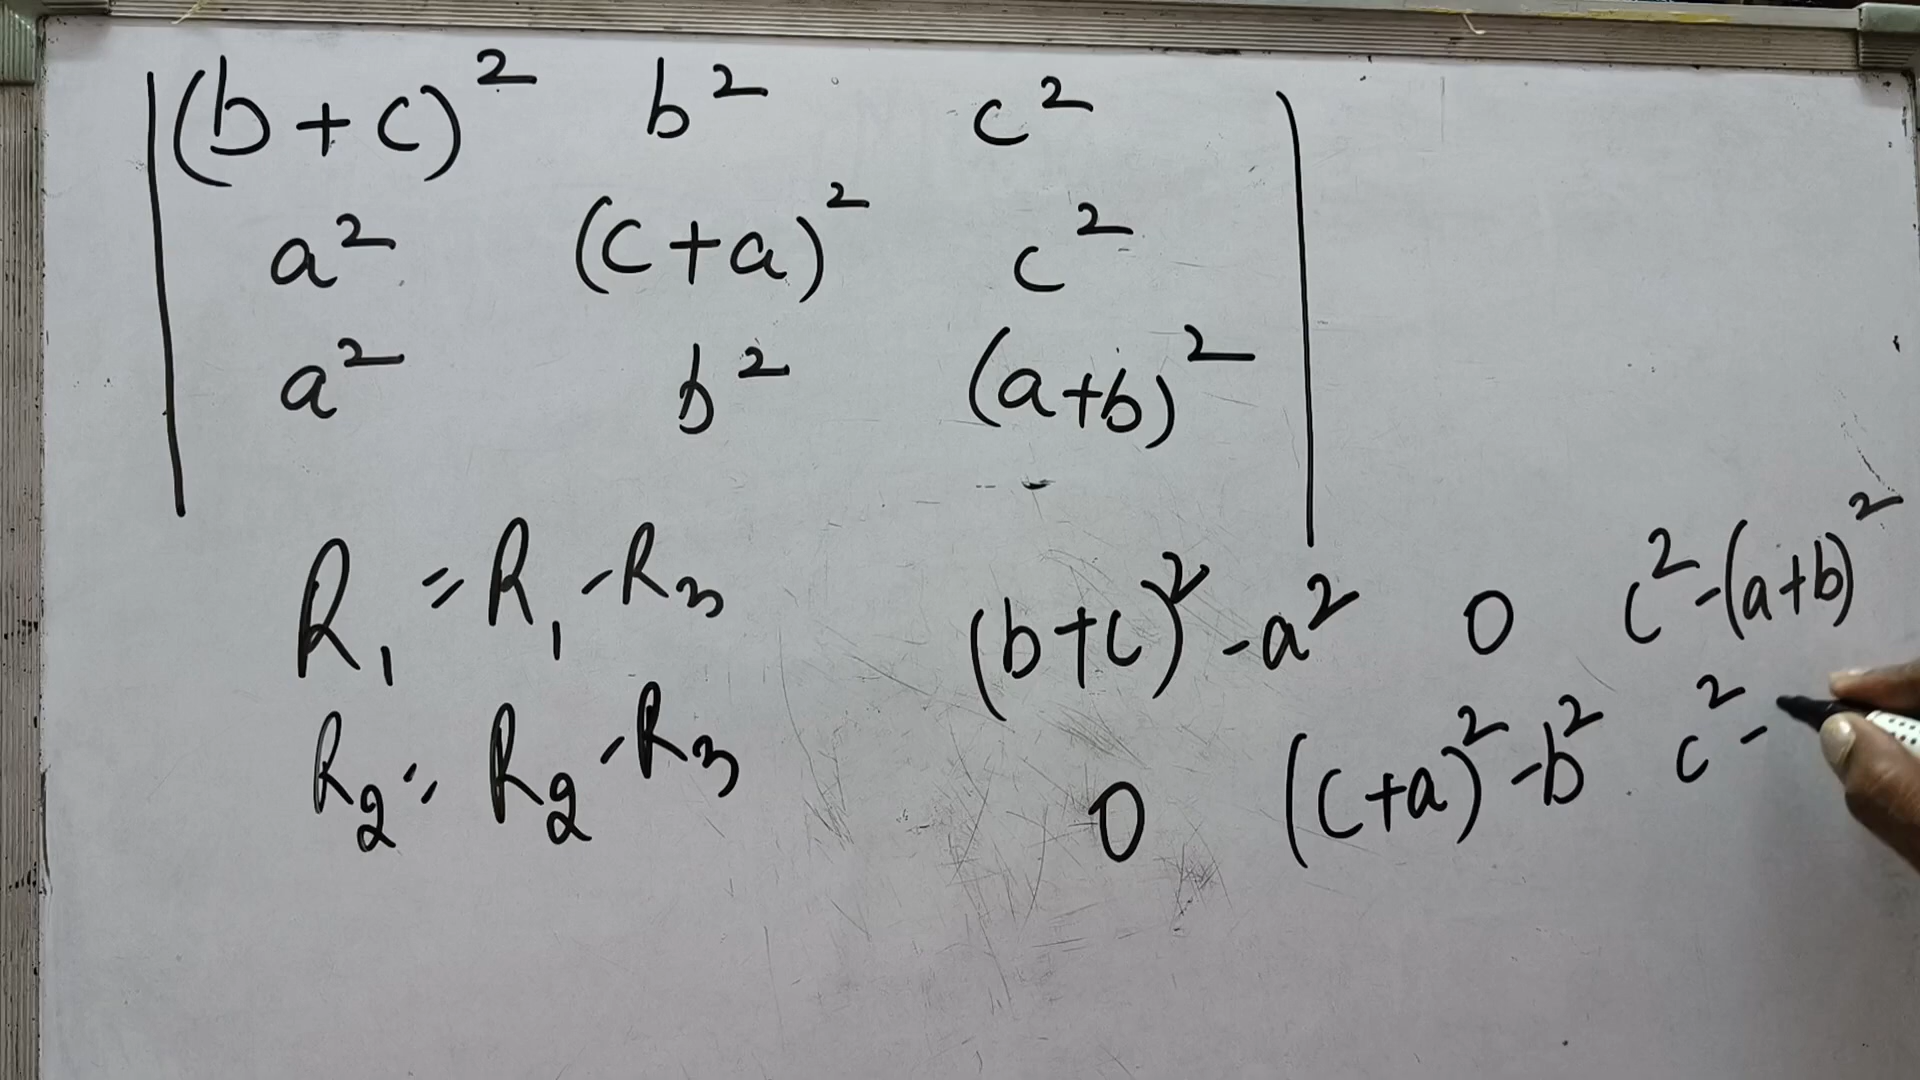 (b+c)² b² c²
a² (c+a)² c²
a² b² (a+b)²
R₁ = R₁ - R₃ (b+c)² - a² 0 c² - (a+b)²
R₂ = R₂ - R₃ 0 (c+a)² - b² c² -